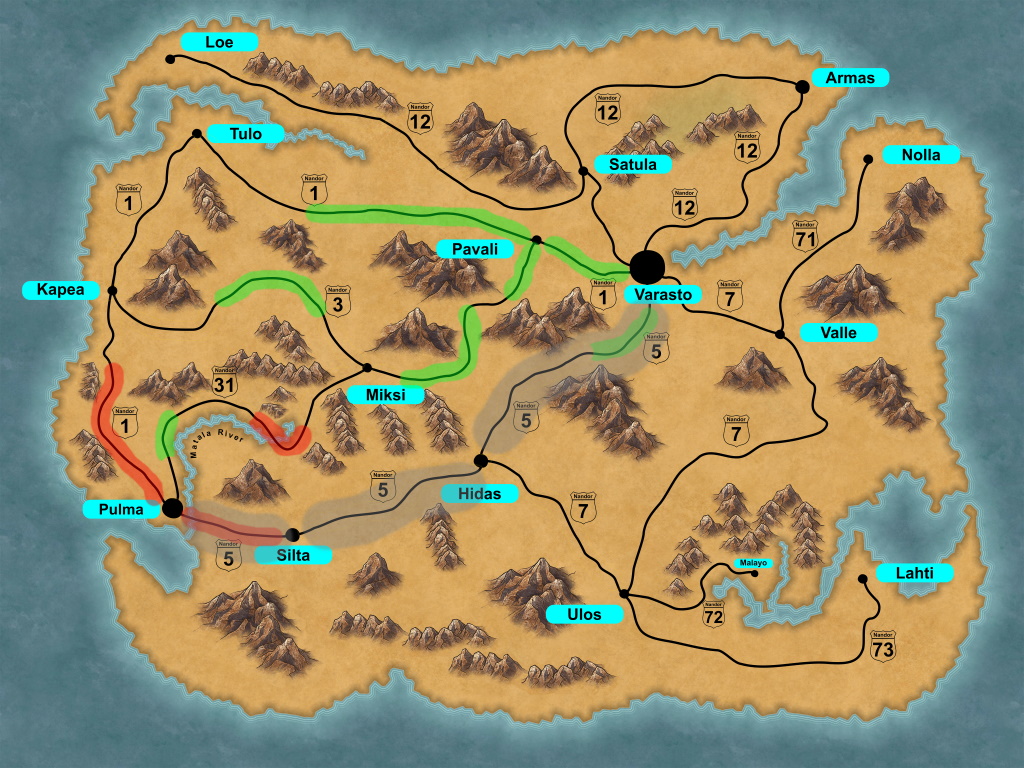 Loe
Armas
Nandor
12
Nandor
12
Tulo
Nandor
12
Satula
Nolla
Nandor
1
Nandor
1
Nandor
12
Pavali
Nandor
71
Kapea
Nandor
3
Nandor
1
Varasto
Nandor
7
Valle
Nandor
5
Nandor
31
Miksi
Nandor
1
Nandor
5
Nandor
7
Matala River
Nandor
5
Hidas
Pulma
Nandor
7
Silta
Nandor
5
Malayo
Lahti
Ulos
Nandor
72
Nandor
73